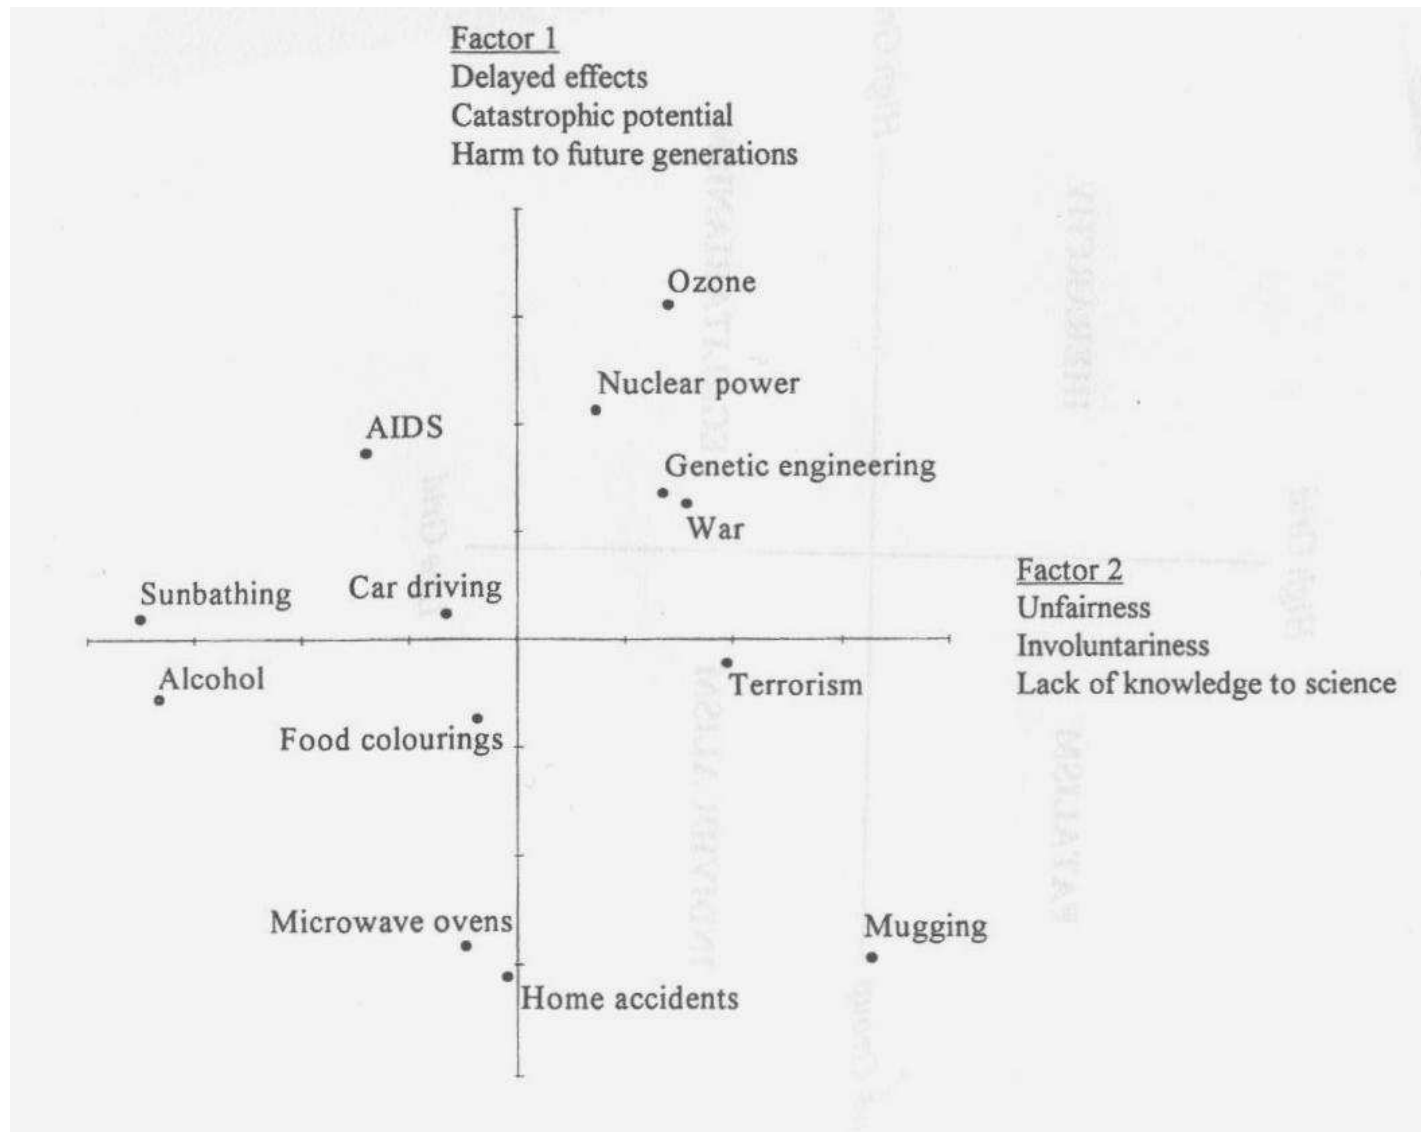 Factor 1
Delayed effects
Catastrophic potential
Harm to future generations
Ozone
Nuclear power
AIDS
Genetic engineering
War
Factor 2
Unfairness
Involuntariness
Lack of knowledge to science
Sunbathing
Car driving
Alcohol
Terrorism
Food colourings
Microwave ovens
Mugging
Home accidents